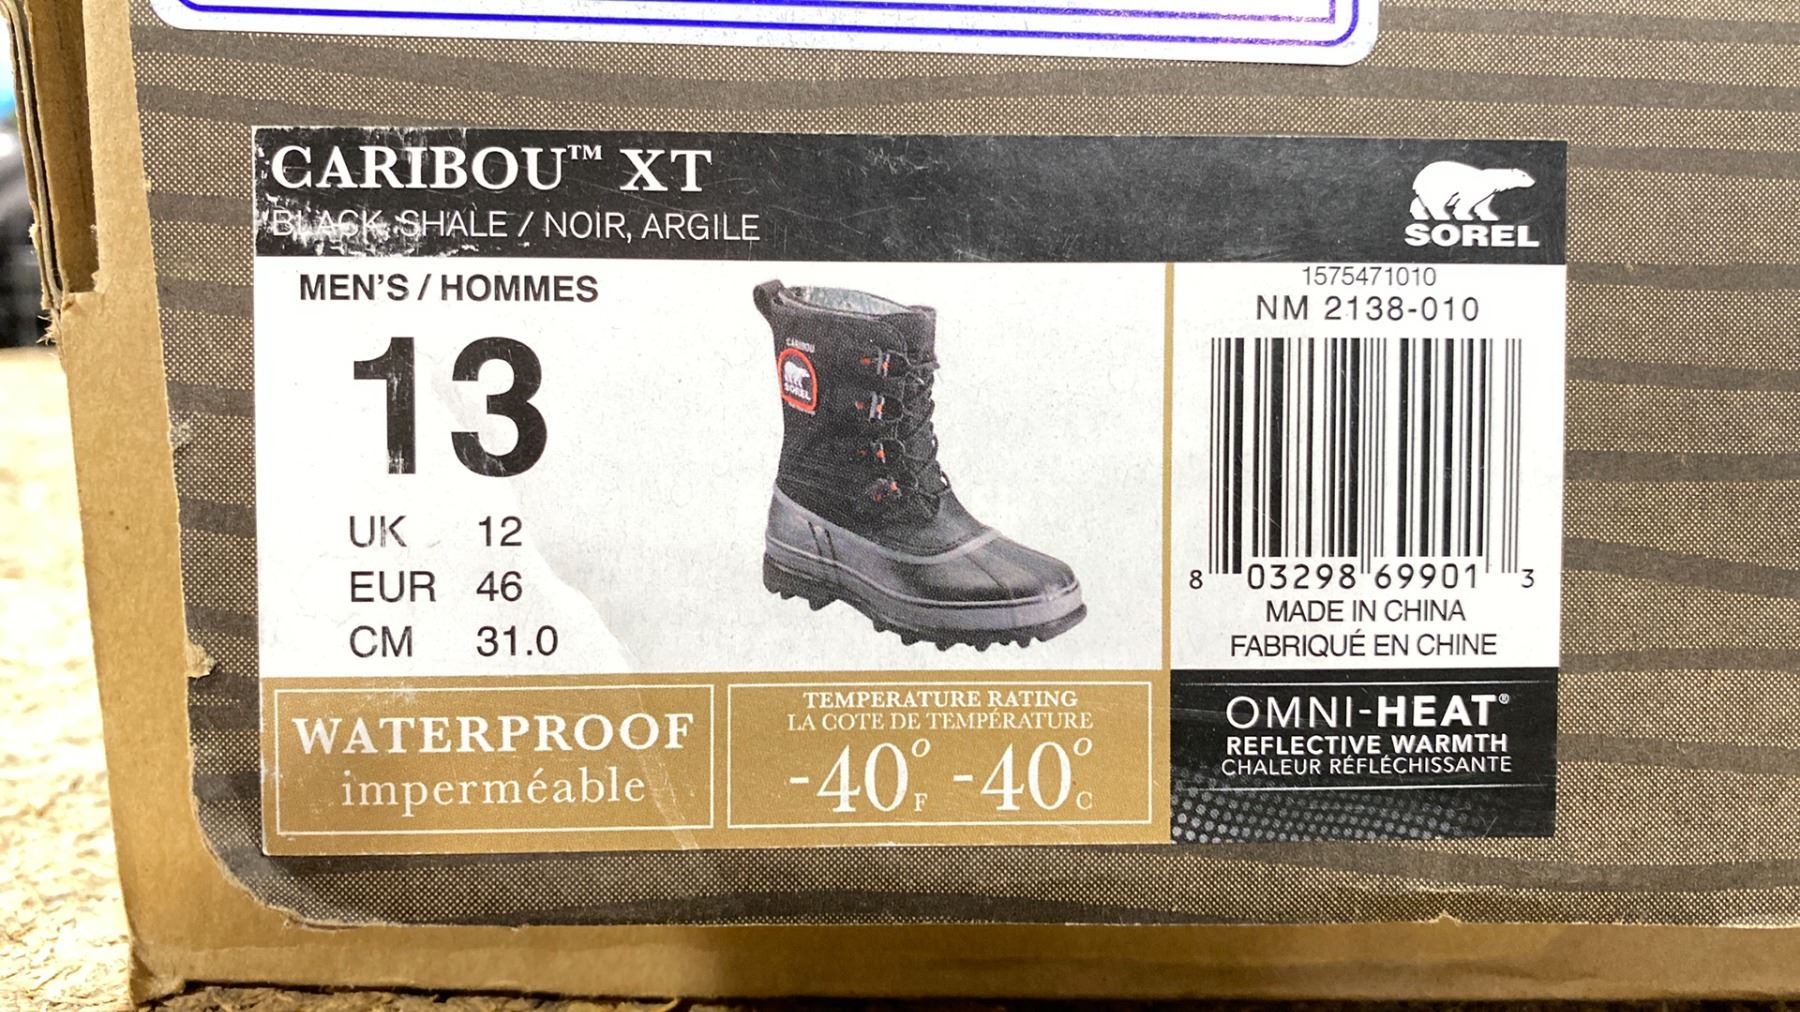 CARIBOU™ XT
BLACK, SHALE / NOIR, ARGILE
SOREL
MEN'S / HOMMES
13
UK 12
EUR 46
CM 31.0
CARIBOU
SOREL
1575471010
NM 2138-010
8 03298 69901 3
MADE IN CHINA
FABRIQUÉ EN CHINE
WATERPROOF
imperméable
TEMPERATURE RATING
LA COTE DE TEMPÉRATURE
-40°F -40°C
OMNI-HEAT®
REFLECTIVE WARMTH
CHALEUR RÉFLÉCHISSANTE